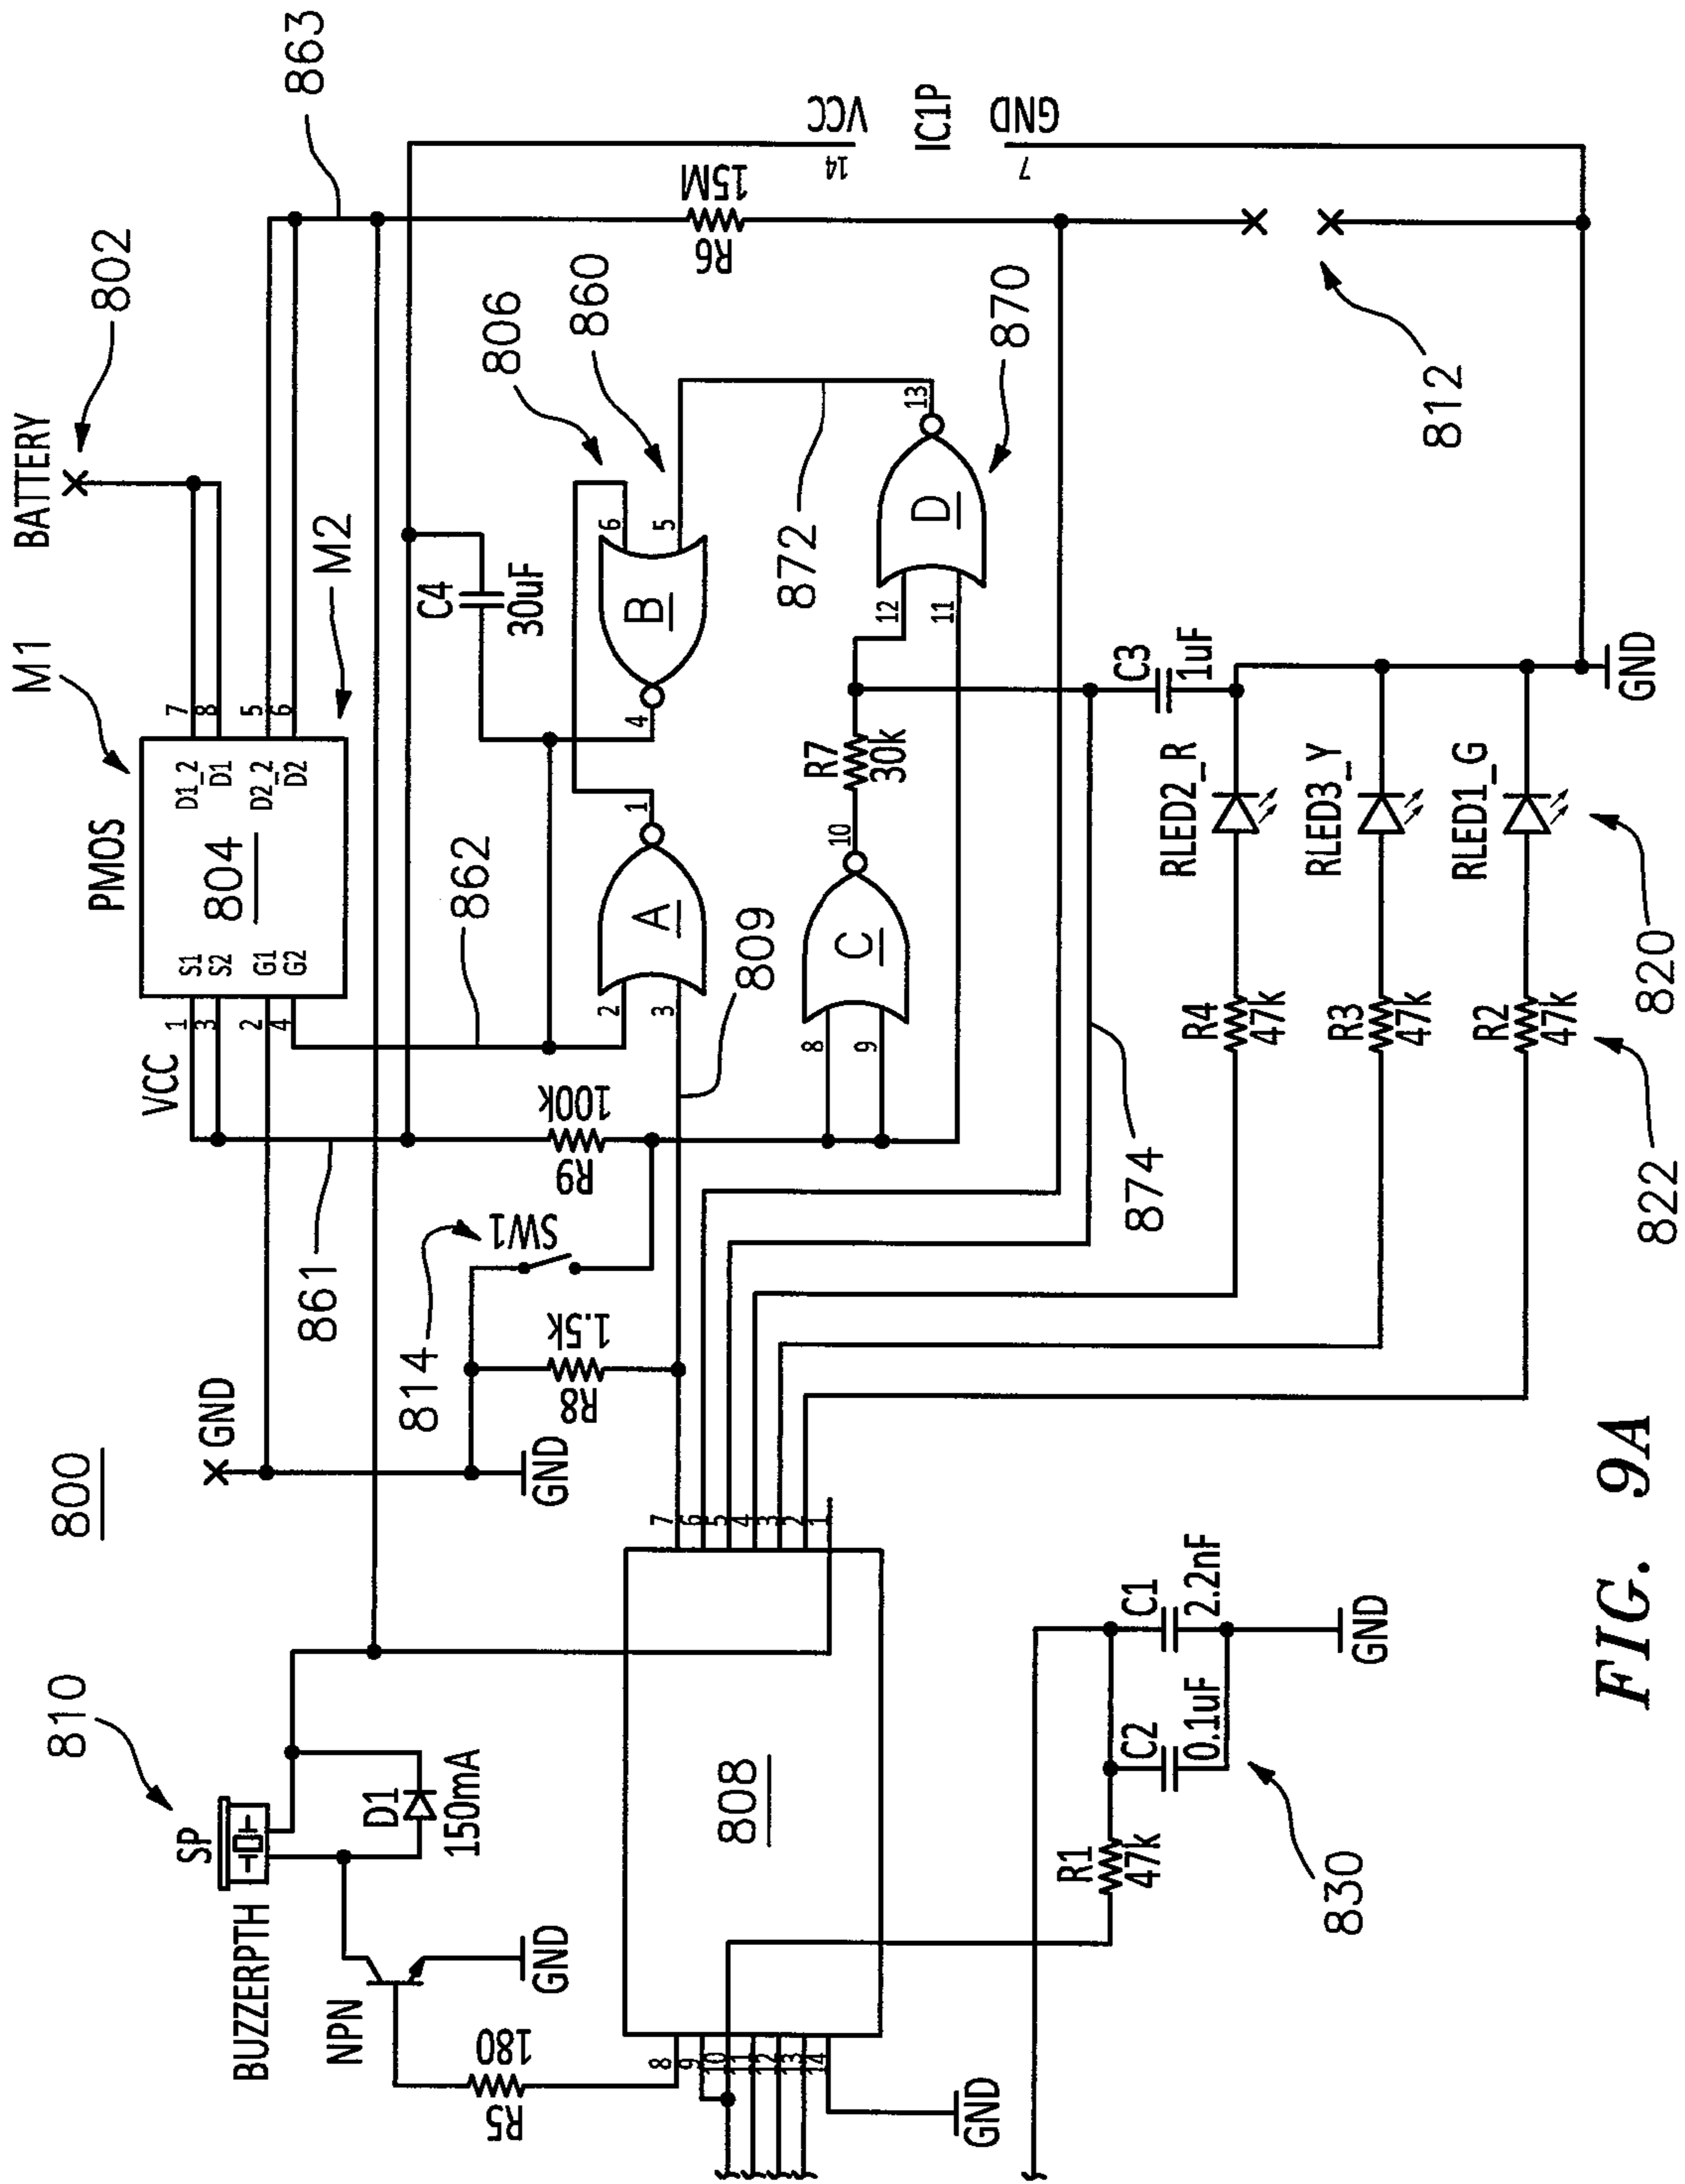 800
810
SP
BUZZERPTH
NPN
D1
150mA
GND
180
R5
808
8
9
10
11
12
13
14
GND
7
6
5
4
3
2
1
R1
47k
C2
0.1uF
C1
2.2nF
GND
830
GND
GND
814
SW1
R8
1.5k
861
VCC
1
3
2
4
S1
S2
G1
G2
PMOS
804
D1_2
D1
D2_2
D2
7
8
5
6
M1
M2
BATTERY
802
863
R9
100k
809
862
2
3
A
1
C4
30uF
B
4
6
5
806
860
8
9
C
10
R7
30k
12
11
D
13
872
870
874
R6
15M
14
VCC
IC1P
7
GND
812
C3
1uF
R4
47k
RLED2_R
R3
47k
RLED3_Y
R2
47k
RLED1_G
GND
820
822
FIG. 9A